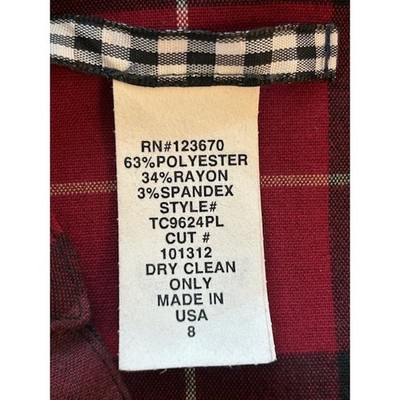 RN#123670
63%POLYESTER
34%RAYON
3%SPANDEX
STYLE#
TC9624PL
CUT #
101312
DRY CLEAN
ONLY
MADE IN
USA
8